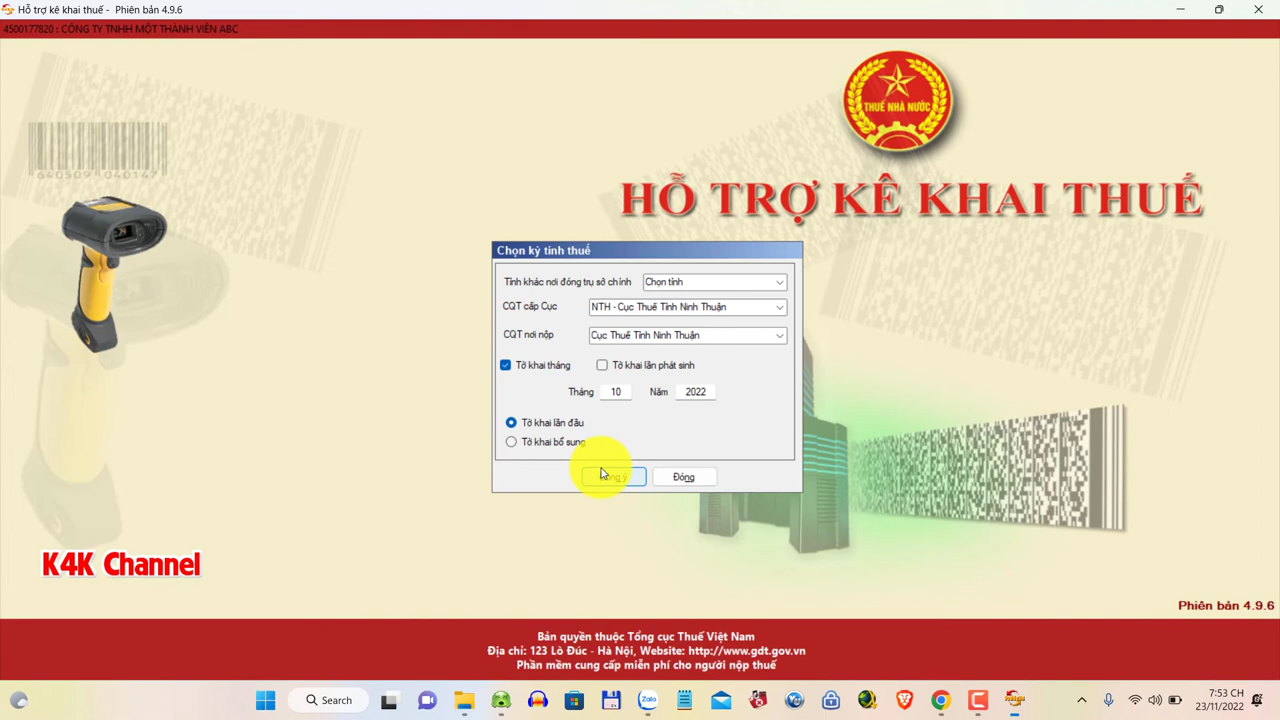 Hỗ trợ kê khai thuế - Phiên bản 4.9.6
4500177820 : CÔNG TY TNHH MỘT THÀNH VIÊN ABC
640509 040147
THUẾ NHÀ NƯỚC
HỖ TRỢ KÊ KHAI THUẾ
Chọn kỳ tính thuế
Tỉnh khác nơi đóng trụ sở chính
Chọn tỉnh
CQT cấp Cục
NTH - Cục Thuế Tỉnh Ninh Thuận
CQT nơi nộp
Cục Thuế Tỉnh Ninh Thuận
Tờ khai tháng
Tờ khai lần phát sinh
Tháng
10
Năm
2022
Tờ khai lần đầu
Tờ khai bổ sung
Đóng
K4K Channel
Phiên bản 4.9.6
Bản quyền thuộc Tổng cục Thuế Việt Nam
Địa chỉ: 123 Lò Đúc - Hà Nội, Website: http://www.gdt.gov.vn
Phần mềm cung cấp miễn phí cho người nộp thuế
Search
Zalo
7:53 CH
23/11/2022